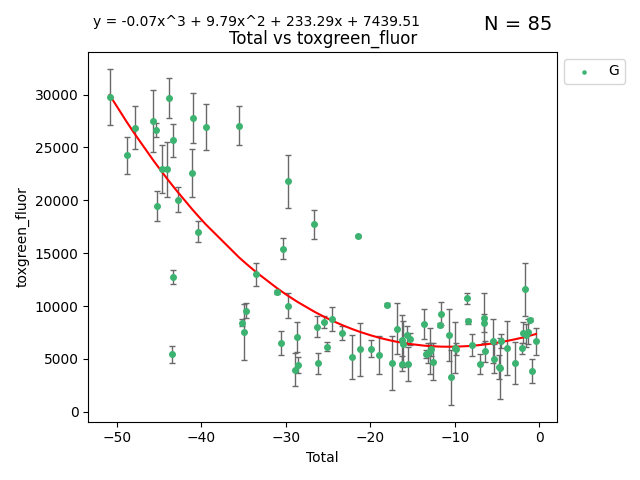 y = -0.07x^3 + 9.79x^2 + 233.29x + 7439.51
N = 85
Total vs toxgreen_fluor
G
toxgreen_fluor
30000
25000
20000
15000
10000
5000
0
−50
−40
−30
−20
−10
0
Total